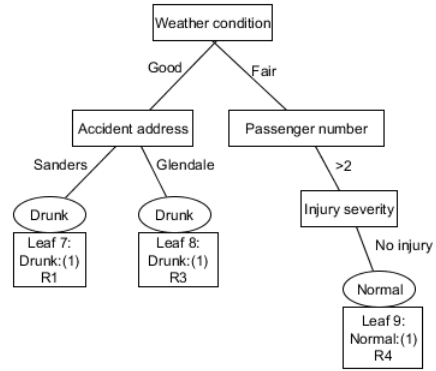 Weather condition
Good
Fair
Accident address
Passenger number
Sanders
Glendale
>2
Drunk
Drunk
Injury severity
Leaf 7:
Drunk:(1)
R1
Leaf 8:
Drunk:(1)
R3
No injury
Normal
Leaf 9:
Normal:(1)
R4